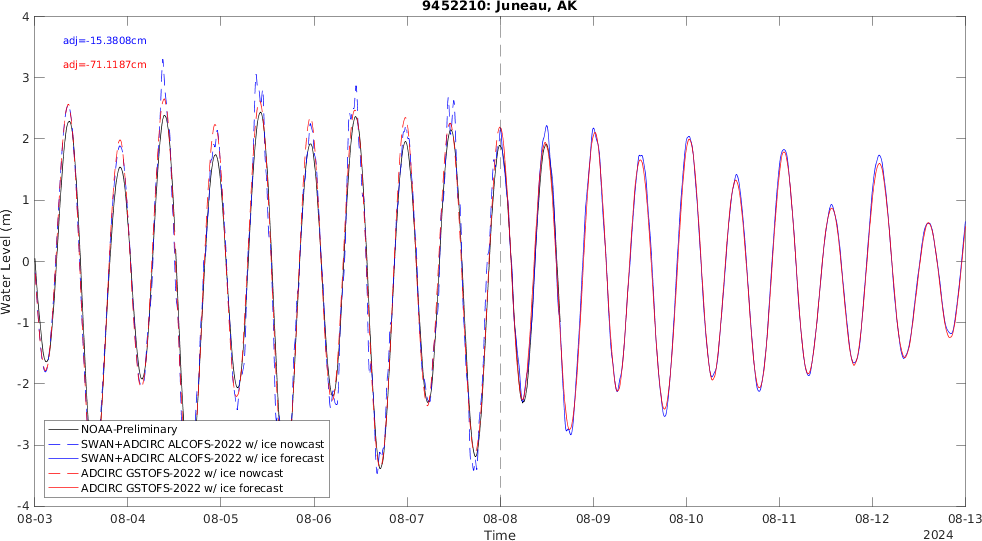 9452210: Juneau, AK
adj=-15.3808cm
adj=-71.1187cm
Water Level (m)
4
3
2
1
0
-1
-2
-3
-4
NOAA-Preliminary
SWAN+ADCIRC ALCOFS-2022 w/ ice nowcast
SWAN+ADCIRC ALCOFS-2022 w/ ice forecast
ADCIRC GSTOFS-2022 w/ ice nowcast
ADCIRC GSTOFS-2022 w/ ice forecast
08-03 08-04 08-05 08-06 08-07 08-08 08-09 08-10 08-11 08-12 08-13
Time
2024